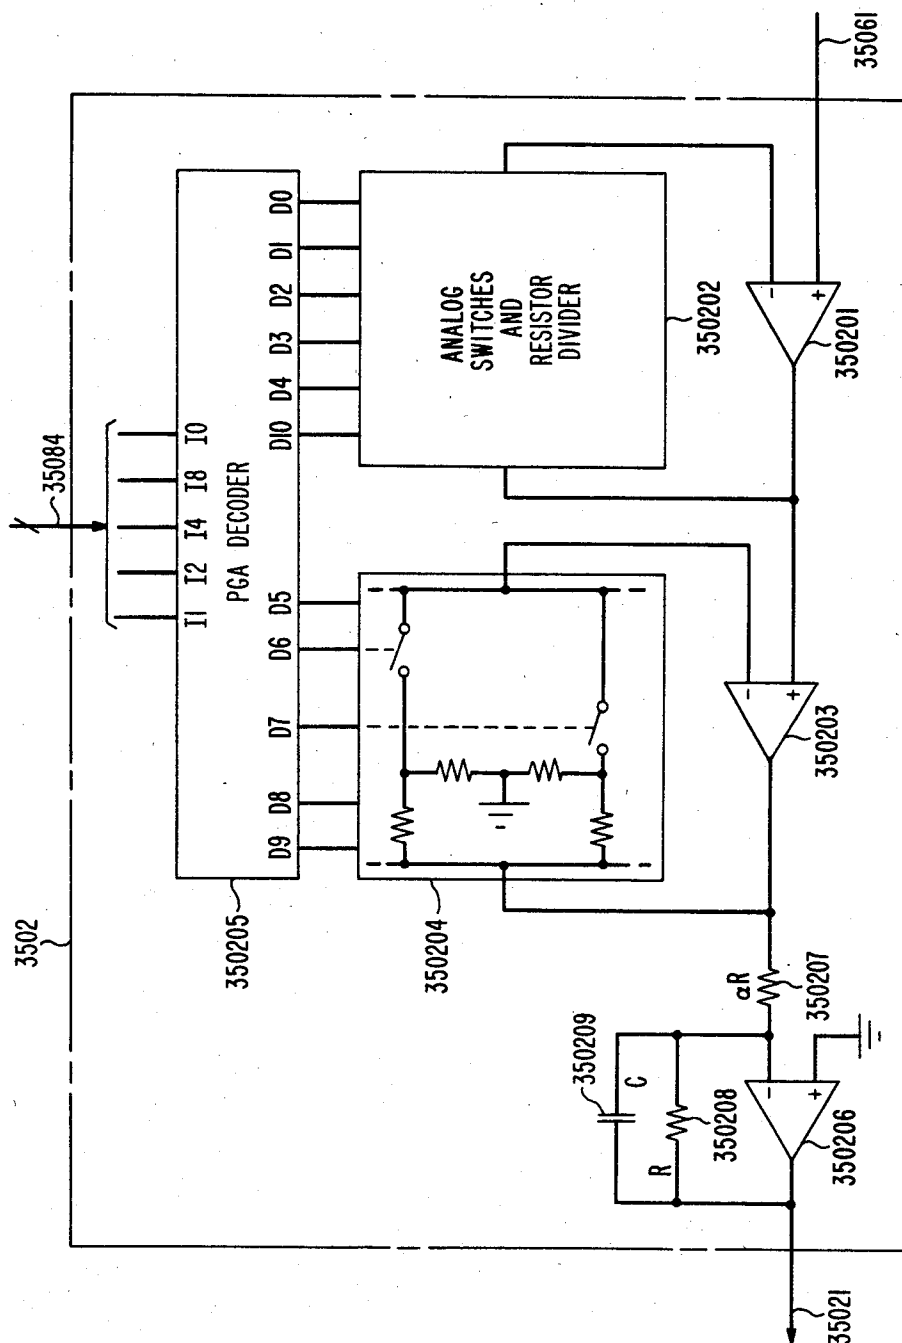 3502
35084
I1 I2 I4 I8 I0
350205
PGA DECODER
D9 D8 D7 D6 D5 D10 D4 D3 D2 D1 D0
350204
ANALOG
SWITCHES
AND
RESISTOR
DIVIDER
350202
350209
C
R
350208
αR
350207
350203
350201
− +
− +
− +
350206
35021
35061